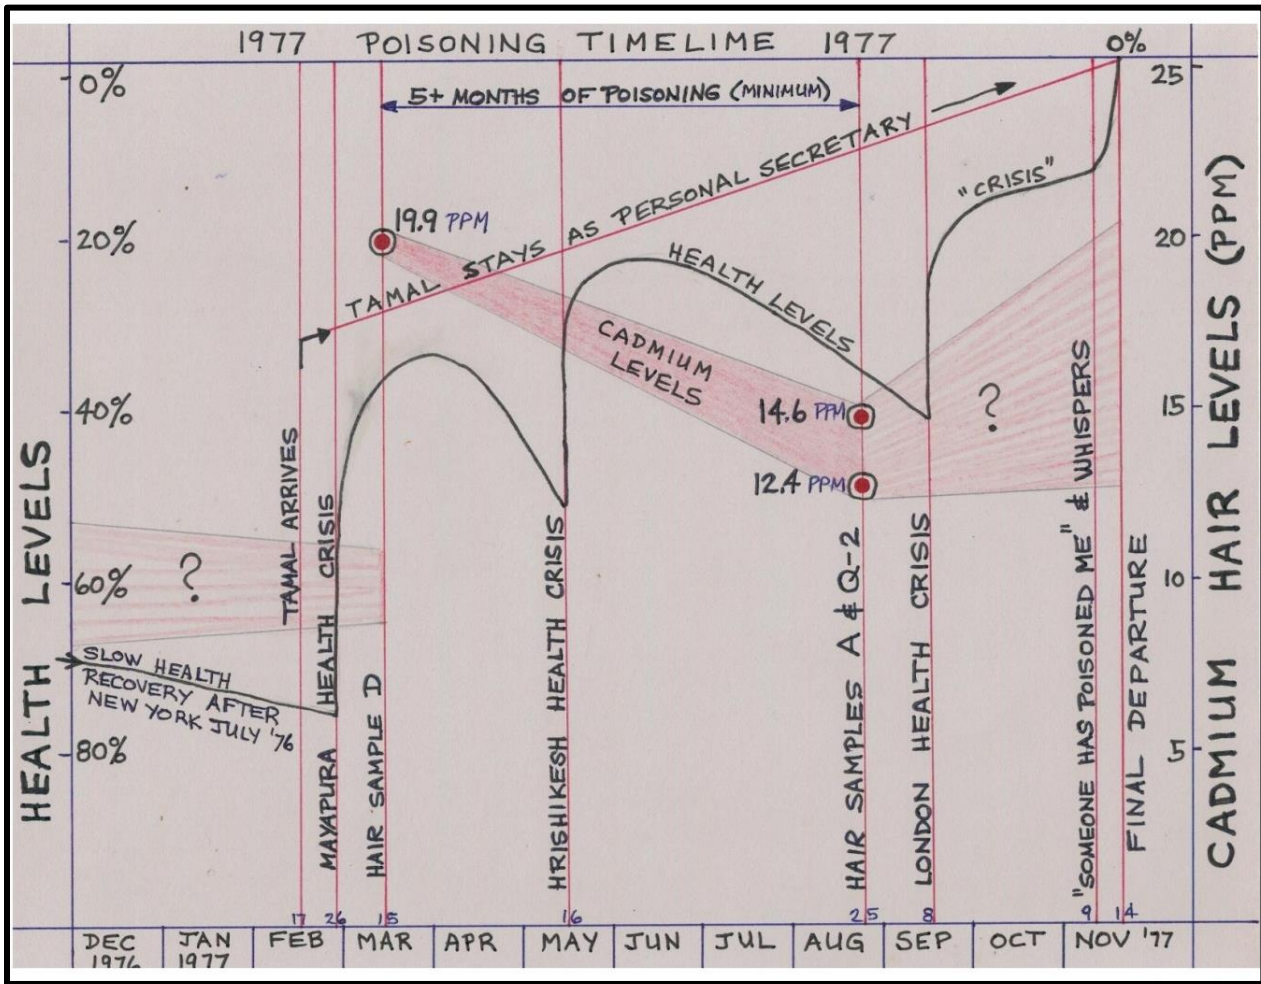 1977 POISONING TIMELIME 1977
0%
0%
20%
40%
60%
80%
HEALTH LEVELS
25
20
15
10
5
CADMIUM HAIR LEVELS (PPM)
5+ MONTHS OF POISONING (MINIMUM)
19.9 PPM
TAMAL STAYS AS PERSONAL SECRETARY
HEALTH LEVELS
CADMIUM
LEVELS
14.6 PPM
12.4 PPM
"CRISIS"
?
?
SLOW HEALTH
RECOVERY AFTER
NEW YORK JULY '76
TAMAL ARRIVES
MAYAPURA HEALTH CRISIS
HAIR SAMPLE D
HRISHIKESH HEALTH CRISIS
HAIR SAMPLES A & Q-2
LONDON HEALTH CRISIS
"SOMEONE HAS POISONED ME" & WHISPERS
FINAL DEPARTURE
17 26 15 16 25 8 9 14
DEC JAN FEB MAR APR MAY JUN JUL AUG SEP OCT NOV '77
1976 1977